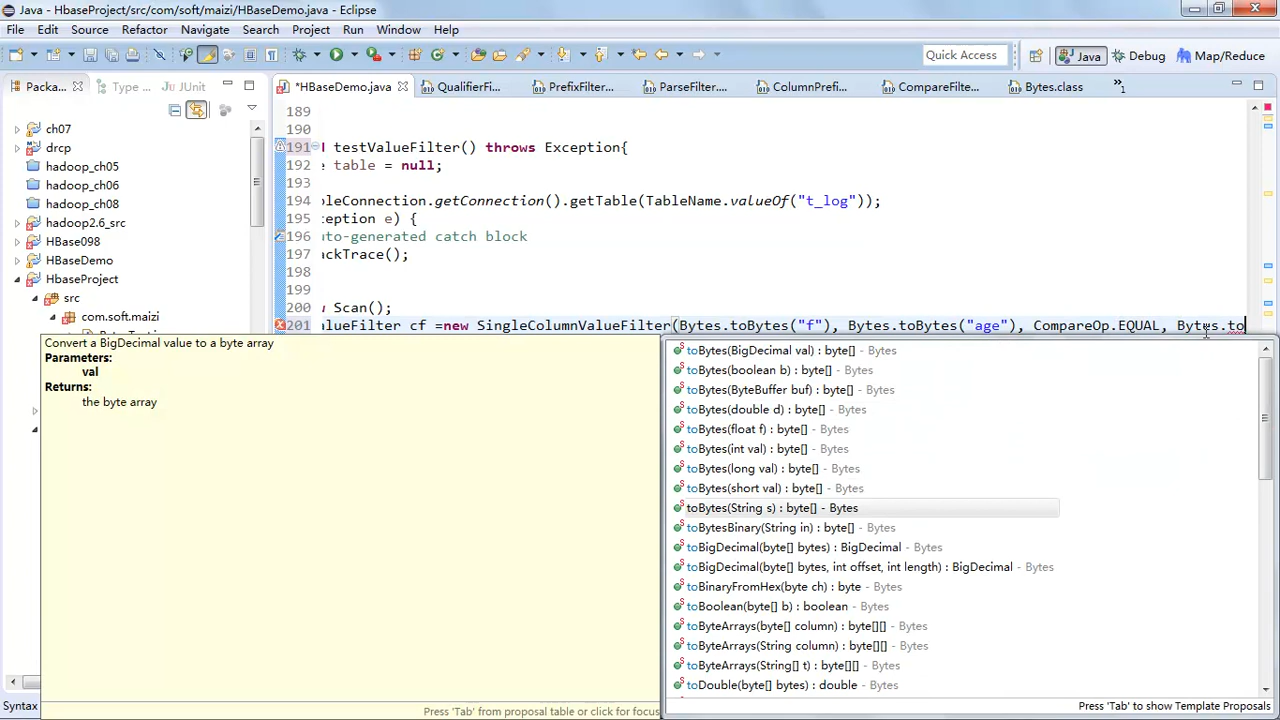 Java - HbaseProject/src/com/soft/maizi/HBaseDemo.java - Eclipse
File Edit Source Refactor Navigate Search Project Run Window Help
Quick Access
Java
Debug
Map/Reduce
Packa...
Type ...
JUnit
*HBaseDemo.java
QualifierFi...
PrefixFilter...
ParseFilter....
ColumnPrefi...
CompareFilte...
Bytes.class
»1
ch07
drcp
hadoop_ch05
hadoop_ch06
hadoop_ch08
hadoop2.6_src
HBase098
HBaseDemo
HbaseProject
src
com.soft.maizi
189
190
191 testValueFilter() throws Exception{
192 e table = null;
193
194 leConnection.getConnection().getTable(TableName.valueOf("t_log"));
195 ception e) {
196 uto-generated catch block
197 ackTrace();
198
199
200 Scan();
201 alueFilter cf =new SingleColumnValueFilter(Bytes.toBytes("f"), Bytes.toBytes("age"), CompareOp.EQUAL, Bytes.to
Convert a BigDecimal value to a byte array
Parameters:
val
Returns:
the byte array
Press 'Tab' from proposal table or click for focus
toBytes(BigDecimal val) : byte[] - Bytes
toBytes(boolean b) : byte[] - Bytes
toBytes(ByteBuffer buf) : byte[] - Bytes
toBytes(double d) : byte[] - Bytes
toBytes(float f) : byte[] - Bytes
toBytes(int val) : byte[] - Bytes
toBytes(long val) : byte[] - Bytes
toBytes(short val) : byte[] - Bytes
toBytes(String s) : byte[] - Bytes
toBytesBinary(String in) : byte[] - Bytes
toBigDecimal(byte[] bytes) : BigDecimal - Bytes
toBigDecimal(byte[] bytes, int offset, int length) : BigDecimal - Bytes
toBinaryFromHex(byte ch) : byte - Bytes
toBoolean(byte[] b) : boolean - Bytes
toByteArrays(byte[] column) : byte[][] - Bytes
toByteArrays(String column) : byte[][] - Bytes
toByteArrays(String[] t) : byte[][] - Bytes
toDouble(byte[] bytes) : double - Bytes
Press 'Tab' to show Template Proposals
Syntax